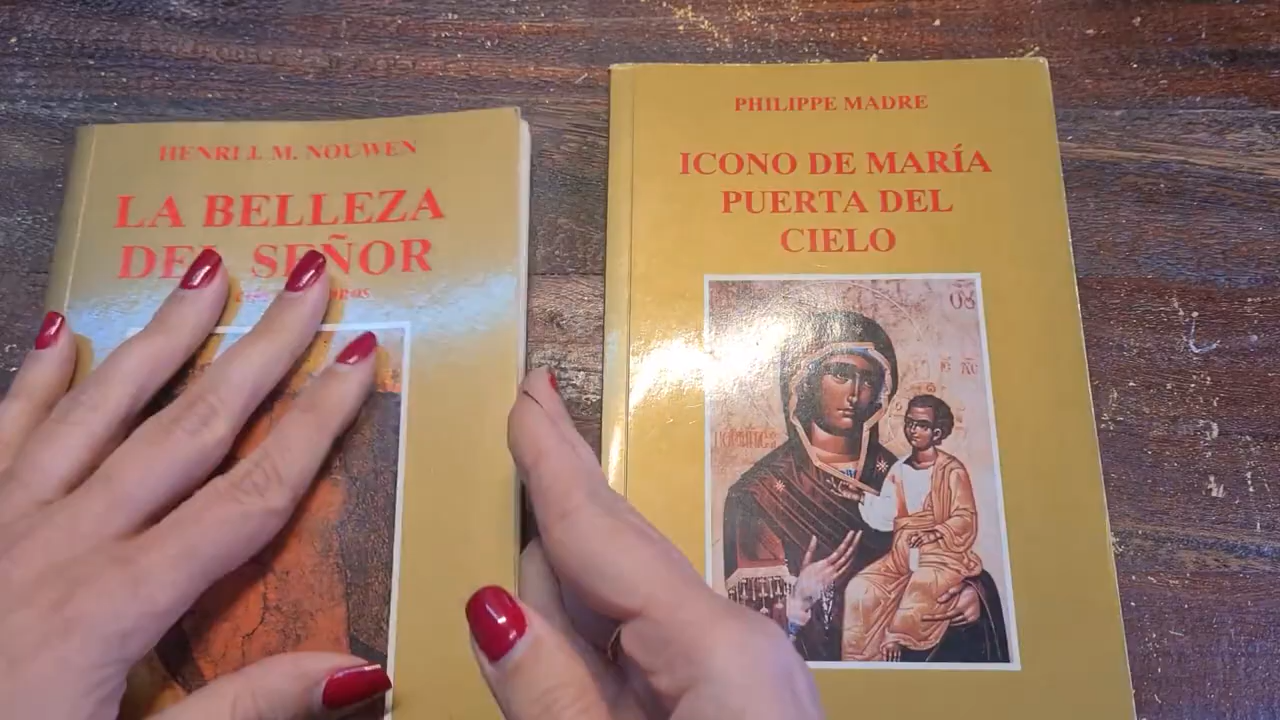 HENRI J. M. NOUWEN
LA BELLEZA
DEL SEÑOR
PHILIPPE MADRE
ICONO DE MARÍA
PUERTA DEL
CIELO